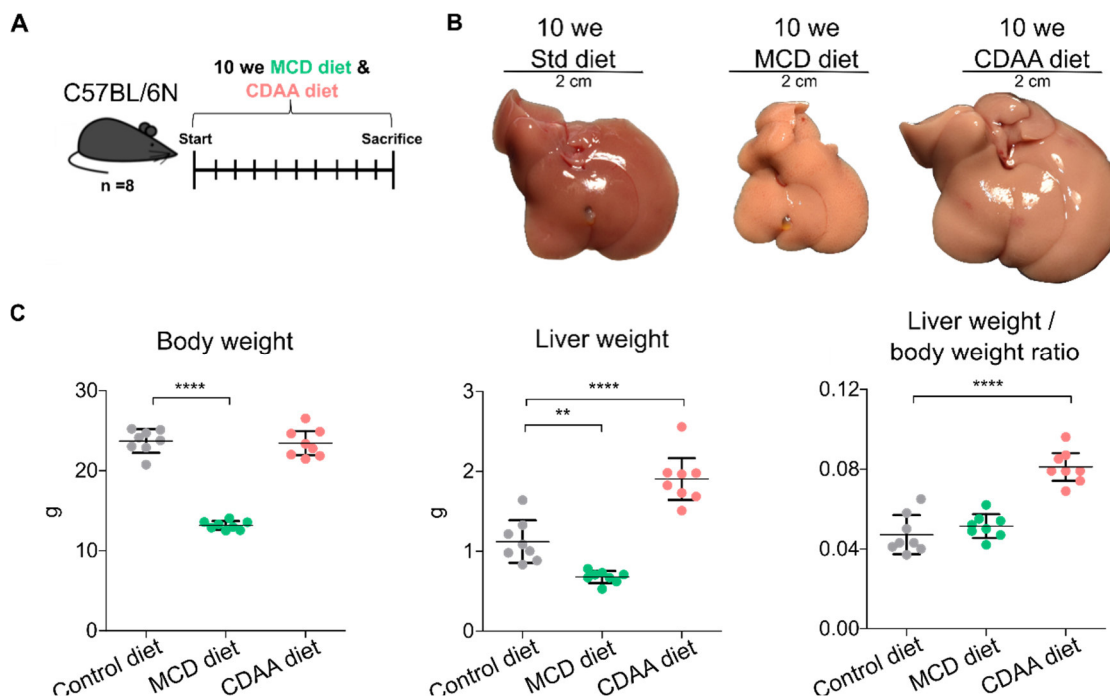 A
10 we MCD diet &
CDAA diet
C57BL/6N
Start
Sacrifice
n =8
B
10 we
Std diet
2 cm
10 we
MCD diet
2 cm
10 we
CDAA diet
2 cm
C
Body weight
****
30
20
10
0
g
Control diet
MCD diet
CDAA diet
Liver weight
****
**
3
2
1
0
g
Control diet
MCD diet
CDAA diet
Liver weight /
body weight ratio
****
0.12
0.08
0.04
0.00
Control diet
MCD diet
CDAA diet